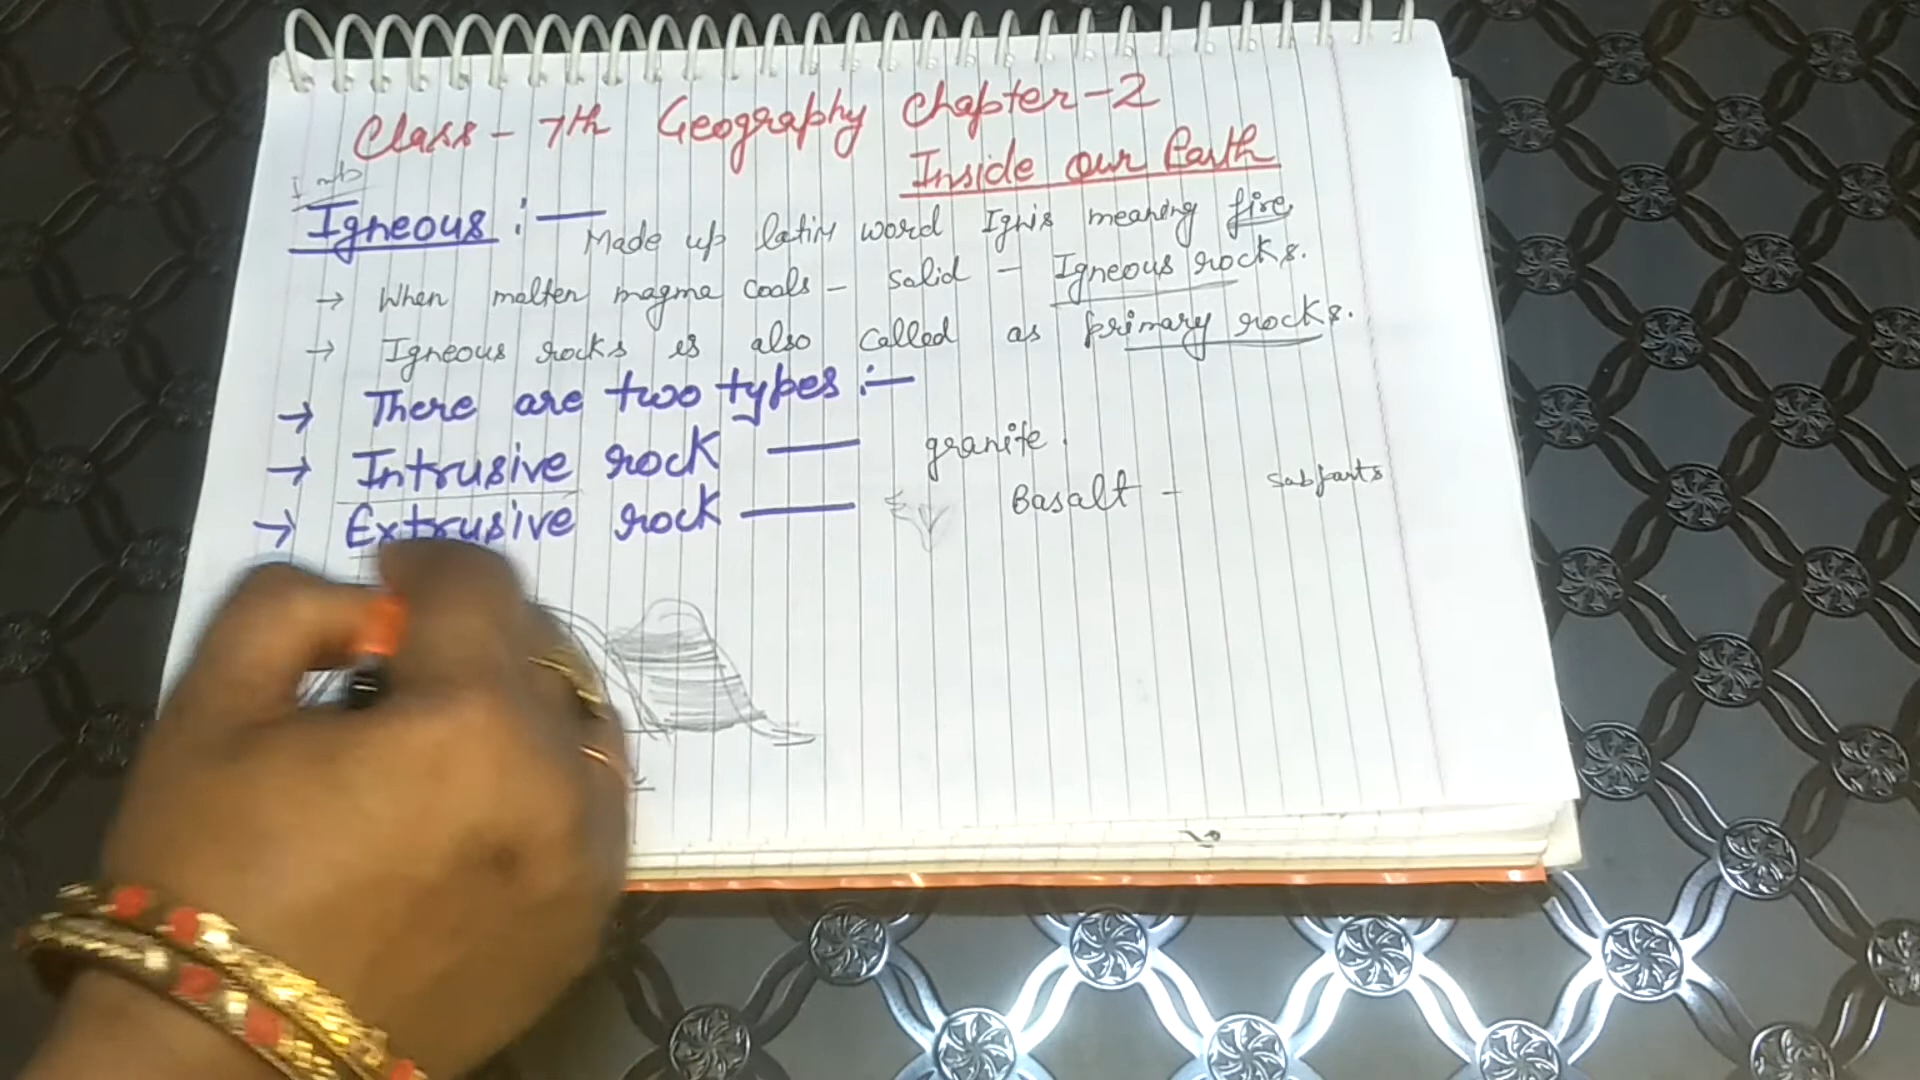 Class - 7th Geography Chapter-2
Inside our Earth
Igneous :— Made up latin word Ignis meaning fire
→ When molten magma cools - solid - Igneous rocks.
→ Igneous rocks is also called as primary rocks.
→ There are two types :—
→ Intrusive rock — granite.
→ Extrusive rock — Basalt -